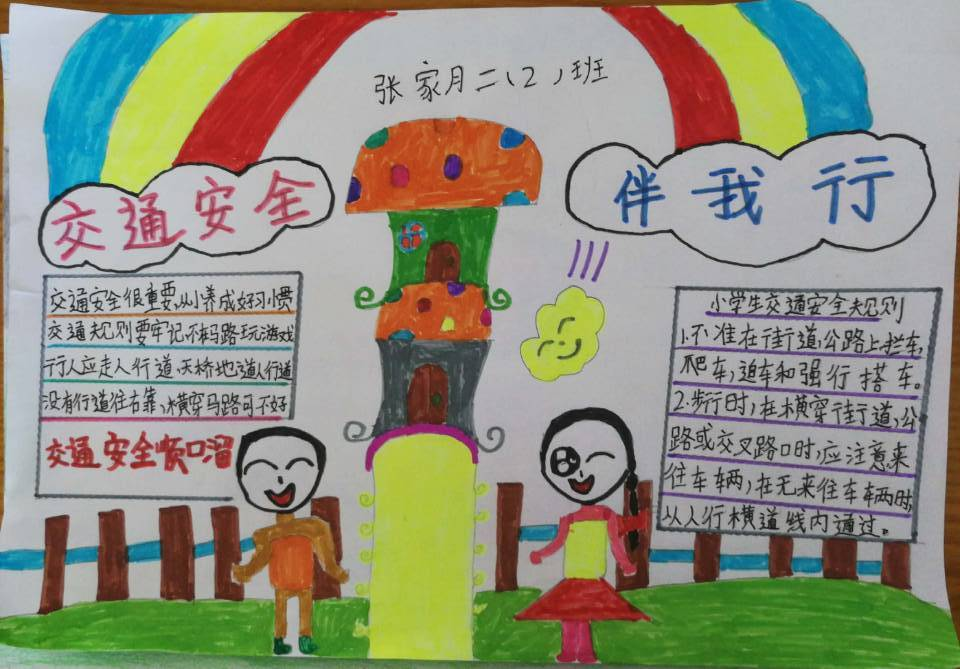 张家月二(2)班
交通安全
伴我行
交通安全很重要,从小养成好习惯
交通规则要牢记,不在马路玩游戏
行人应走人行道,天桥地道人行道
没有行道往右靠,横穿马路可不好
交通安全顺口溜
小学生交通安全规则
1.不准在街道,公路上拦车,
爬车,追车和强行搭车。
2.步行时,在横穿街道,公
路或交叉路口时,应注意来
往车辆,在无来往车辆时,
从人行横道线内通过。